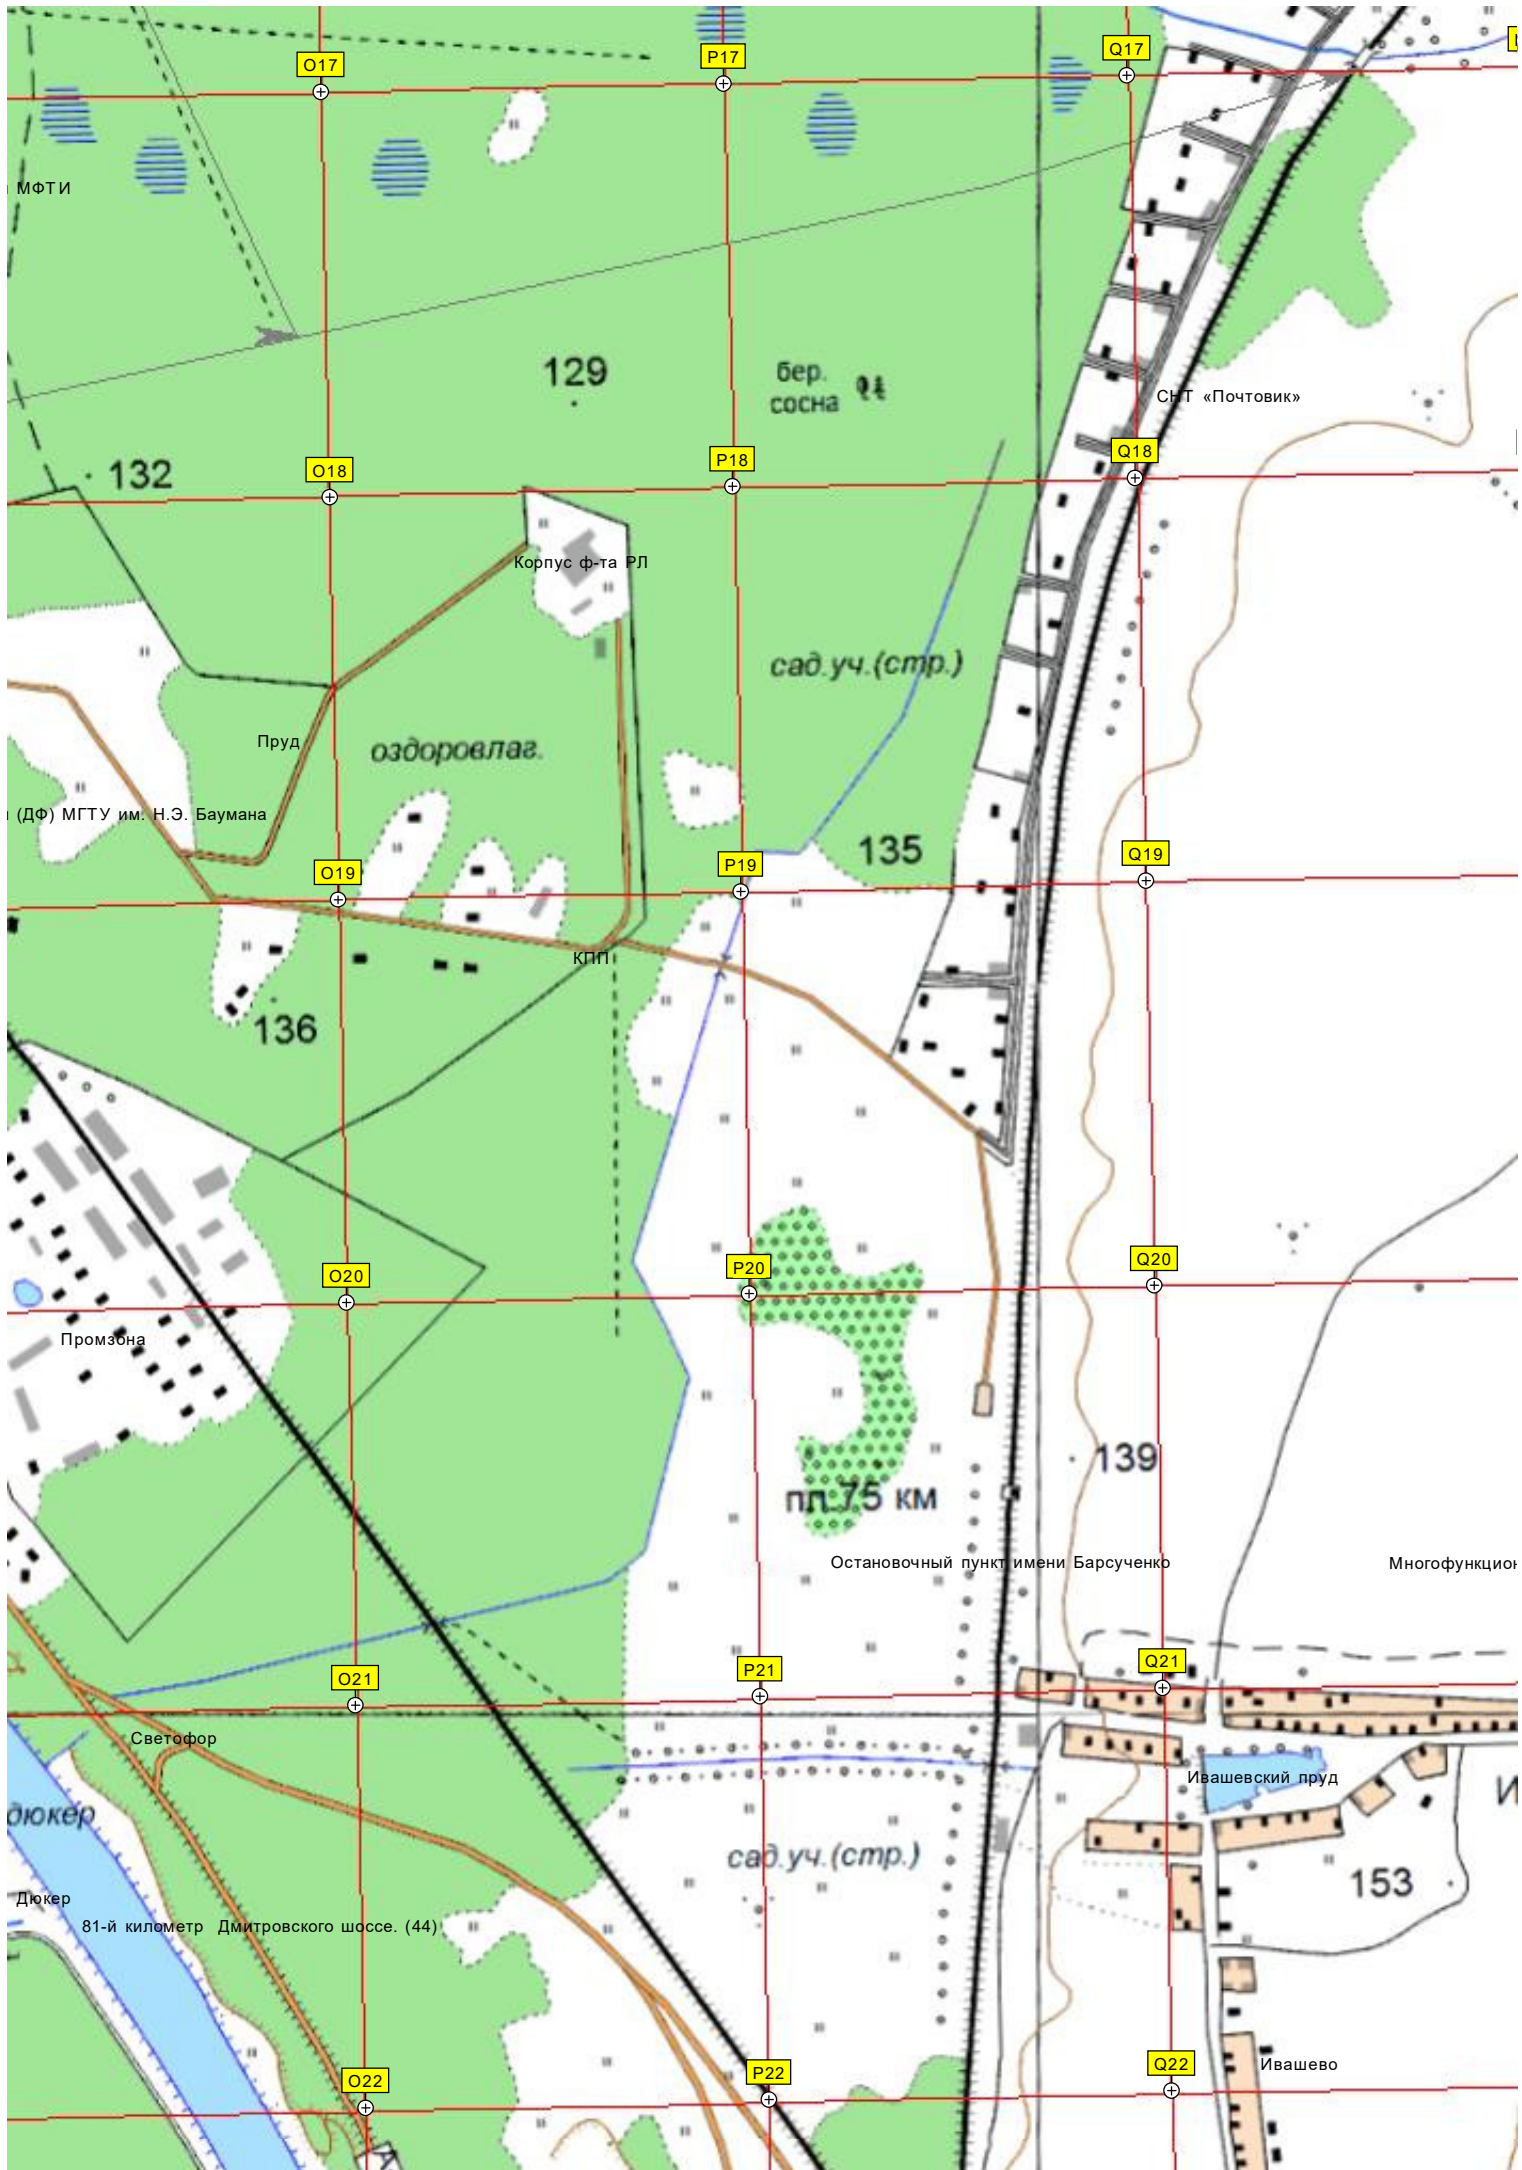 O17
P17
Q17
МФТИ
129
бер.
сосна
СНТ «Почтовик»
132
O18
P18
Q18
Корпус ф-та РЛ
сад.уч.(стр.)
Пруд
оздоровлаг.
(ДФ) МГТУ им. Н.Э. Баумана
135
O19
P19
Q19
КПП
136
O20
P20
Q20
Промзона
139
пл.75 км
Остановочный пункт имени Барсученко
Многофункцион
O21
P21
Q21
Светофор
Ивашевский пруд
дюкер
сад.уч.(стр.)
153
Дюкер
81-й километр Дмитровского шоссе. (44)
O22
P22
Q22
Ивашево